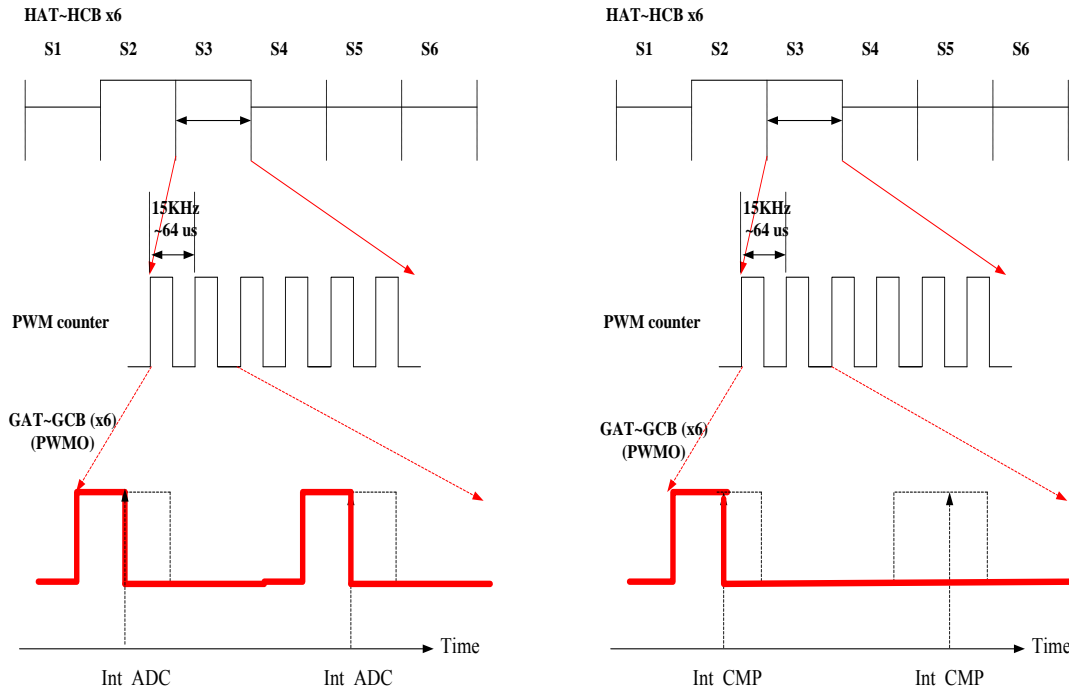 HAT~HCB x6
S1 S2 S3 S4 S5 S6
15KHz
~64 us
PWM counter
GAT~GCB (x6)
(PWMO)
Time
Int ADC Int ADC
HAT~HCB x6
S1 S2 S3 S4 S5 S6
15KHz
~64 us
PWM counter
GAT~GCB (x6)
(PWMO)
Time
Int CMP Int CMP